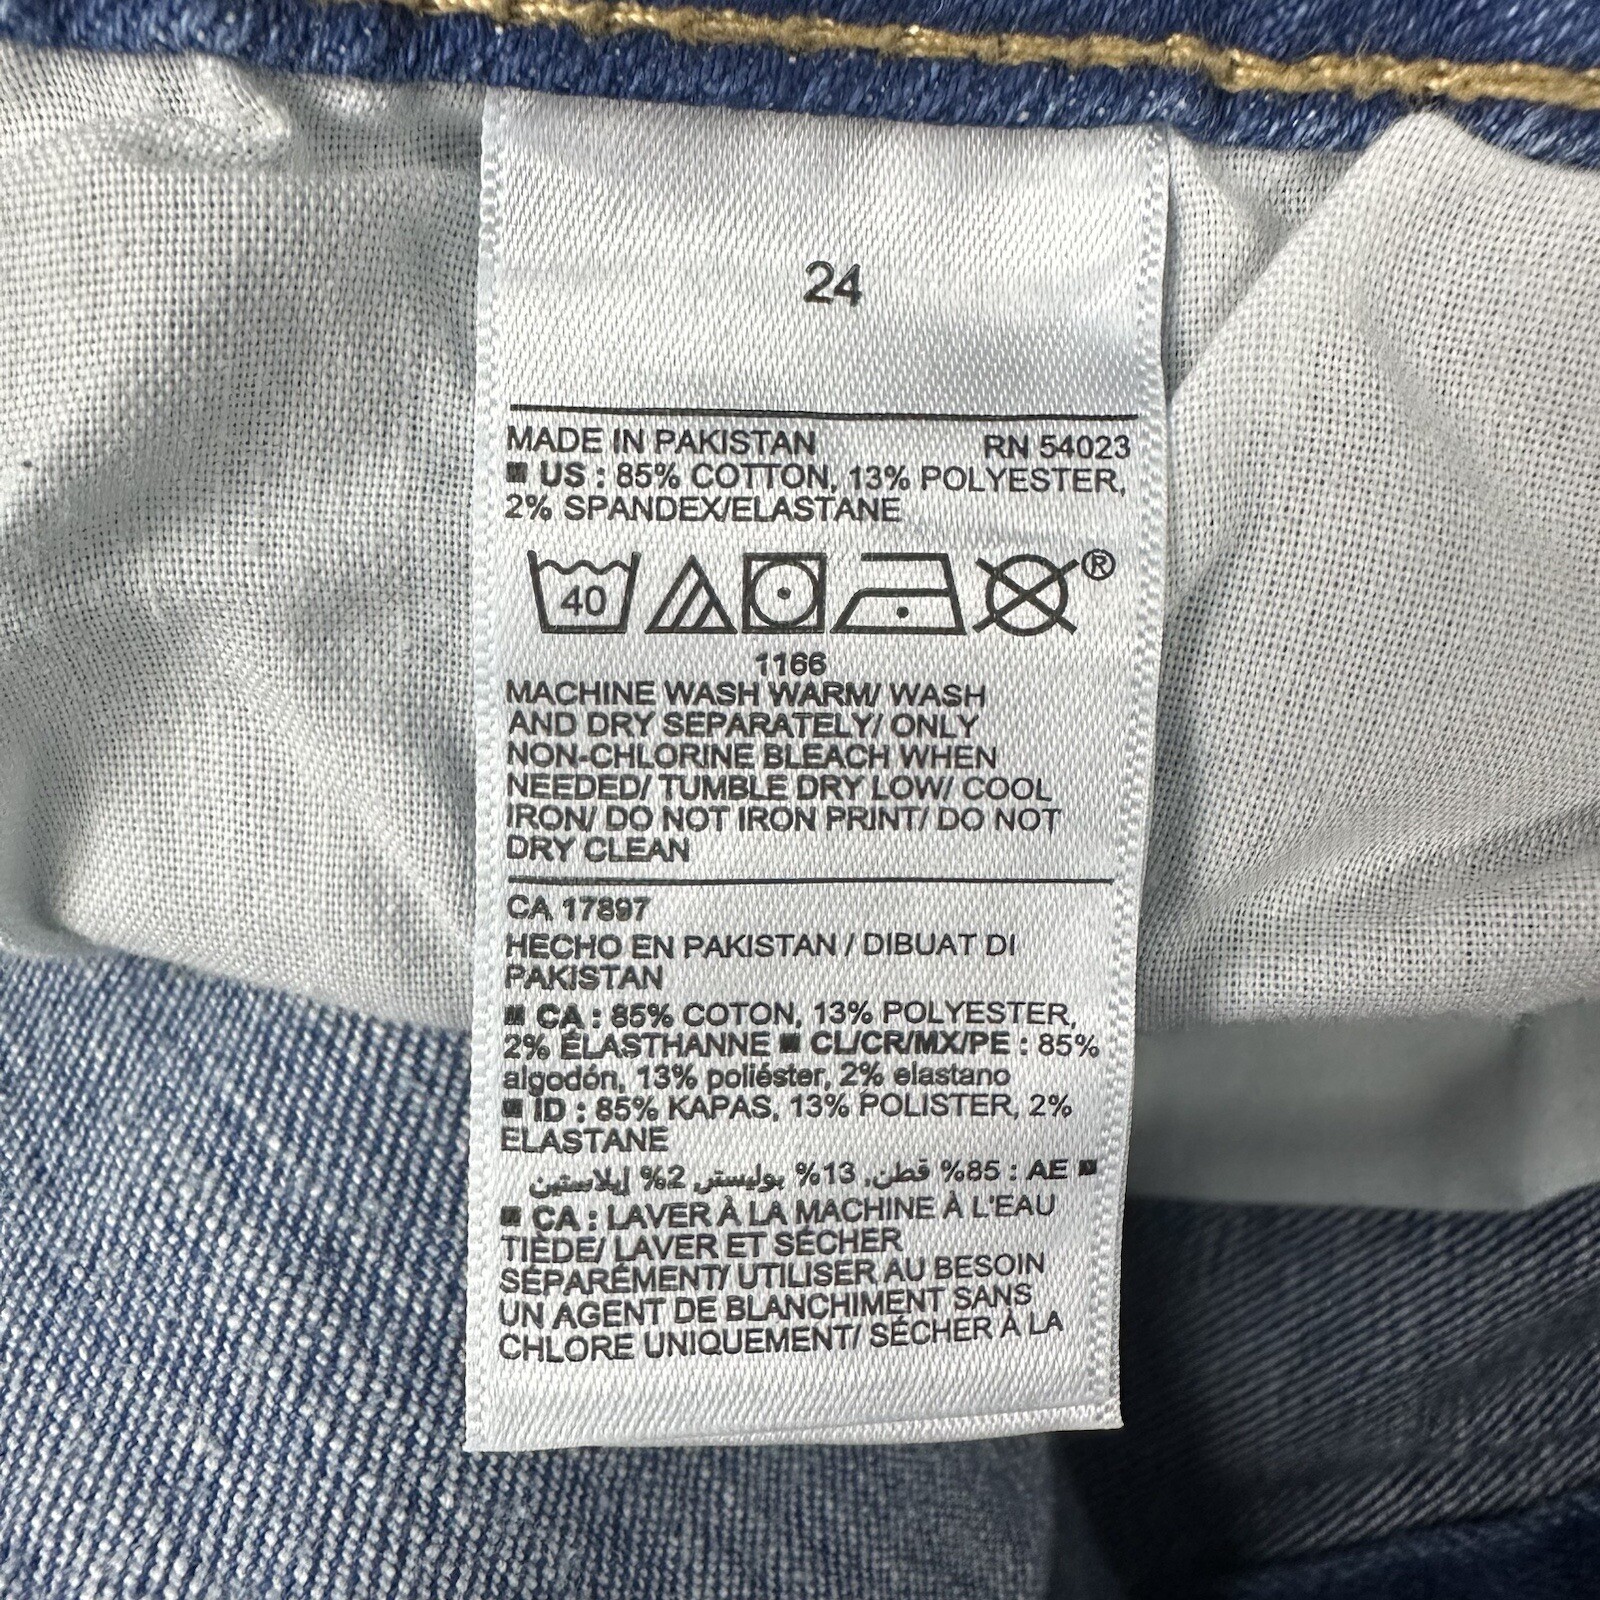 24
MADE IN PAKISTAN RN 54023
■ US : 85% COTTON, 13% POLYESTER,
2% SPANDEX/ELASTANE
40 ®
1166
MACHINE WASH WARM/ WASH
AND DRY SEPARATELY/ ONLY
NON-CHLORINE BLEACH WHEN
NEEDED/ TUMBLE DRY LOW/ COOL
IRON/ DO NOT IRON PRINT/ DO NOT
DRY CLEAN
CA 17897
HECHO EN PAKISTAN / DIBUAT DI
PAKISTAN
■ CA : 85% COTON, 13% POLYESTER,
2% ÉLASTHANNE ■ CL/CR/MX/PE : 85%
algodón, 13% poliéster, 2% elastano
■ ID : 85% KAPAS, 13% POLISTER, 2%
ELASTANE
■ AE : 85% قطن, 13% بوليستر, 2% إيلاستين
■ CA : LAVER À LA MACHINE À L'EAU
TIÈDE/ LAVER ET SÉCHER
SÉPARÉMENT/ UTILISER AU BESOIN
UN AGENT DE BLANCHIMENT SANS
CHLORE UNIQUEMENT/ SÉCHER À LA